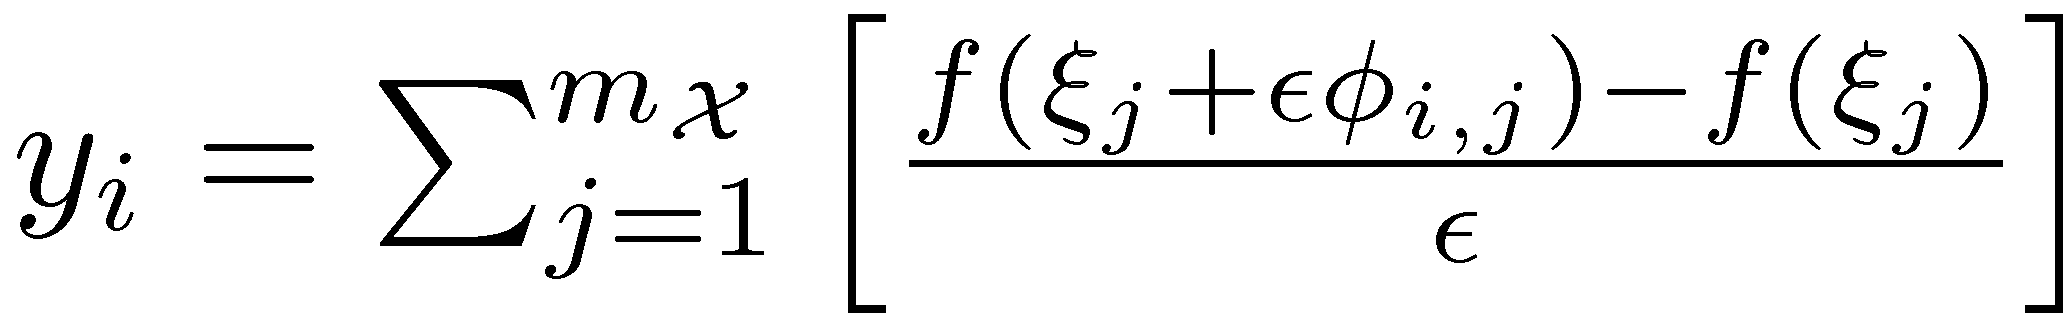 $y_i = \sum_{j=1}^{m_{\mathcal{X}}} \left[ \frac{f(\xi_j + \epsilon \phi_{i,j}) - f(\xi_j)}{\epsilon} \right]$